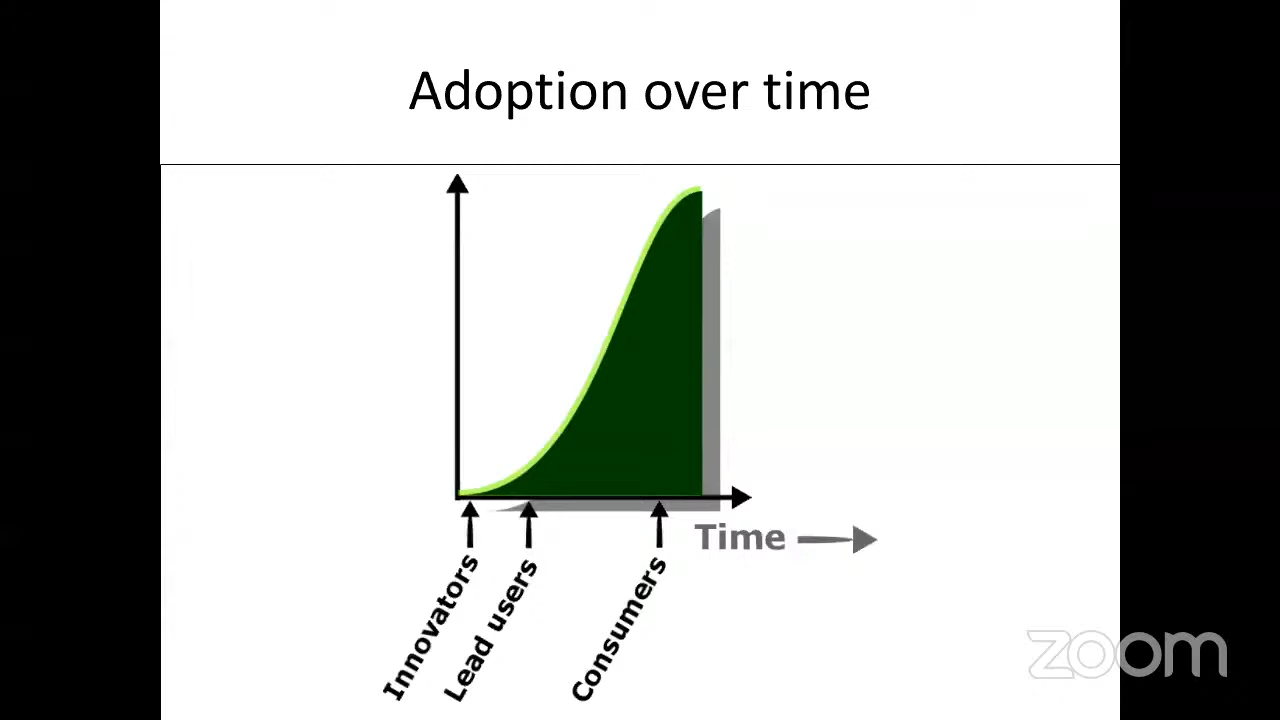 Adoption over time
Time
Innovators
Lead users
Consumers
zoom